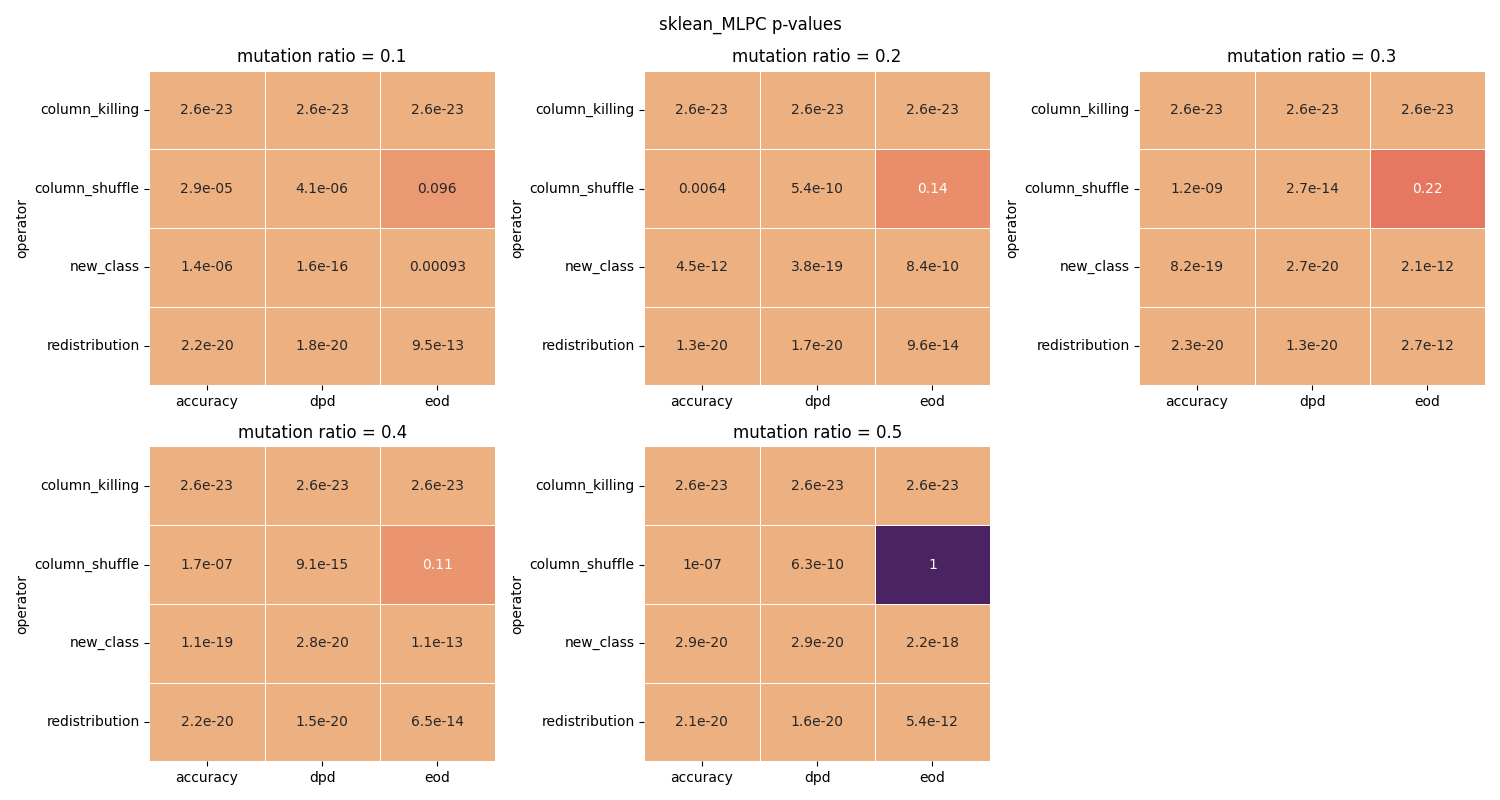 sklean_MLPC p-values
mutation ratio = 0.1
operator
column_killing 2.6e-23 2.6e-23 2.6e-23
column_shuffle 2.9e-05 4.1e-06 0.096
new_class 1.4e-06 1.6e-16 0.00093
redistribution 2.2e-20 1.8e-20 9.5e-13
accuracy dpd eod
mutation ratio = 0.2
operator
column_killing 2.6e-23 2.6e-23 2.6e-23
column_shuffle 0.0064 5.4e-10 0.14
new_class 4.5e-12 3.8e-19 8.4e-10
redistribution 1.3e-20 1.7e-20 9.6e-14
accuracy dpd eod
mutation ratio = 0.3
operator
column_killing 2.6e-23 2.6e-23 2.6e-23
column_shuffle 1.2e-09 2.7e-14 0.22
new_class 8.2e-19 2.7e-20 2.1e-12
redistribution 2.3e-20 1.3e-20 2.7e-12
accuracy dpd eod
mutation ratio = 0.4
operator
column_killing 2.6e-23 2.6e-23 2.6e-23
column_shuffle 1.7e-07 9.1e-15 0.11
new_class 1.1e-19 2.8e-20 1.1e-13
redistribution 2.2e-20 1.5e-20 6.5e-14
accuracy dpd eod
mutation ratio = 0.5
operator
column_killing 2.6e-23 2.6e-23 2.6e-23
column_shuffle 1e-07 6.3e-10 1
new_class 2.9e-20 2.9e-20 2.2e-18
redistribution 2.1e-20 1.6e-20 5.4e-12
accuracy dpd eod